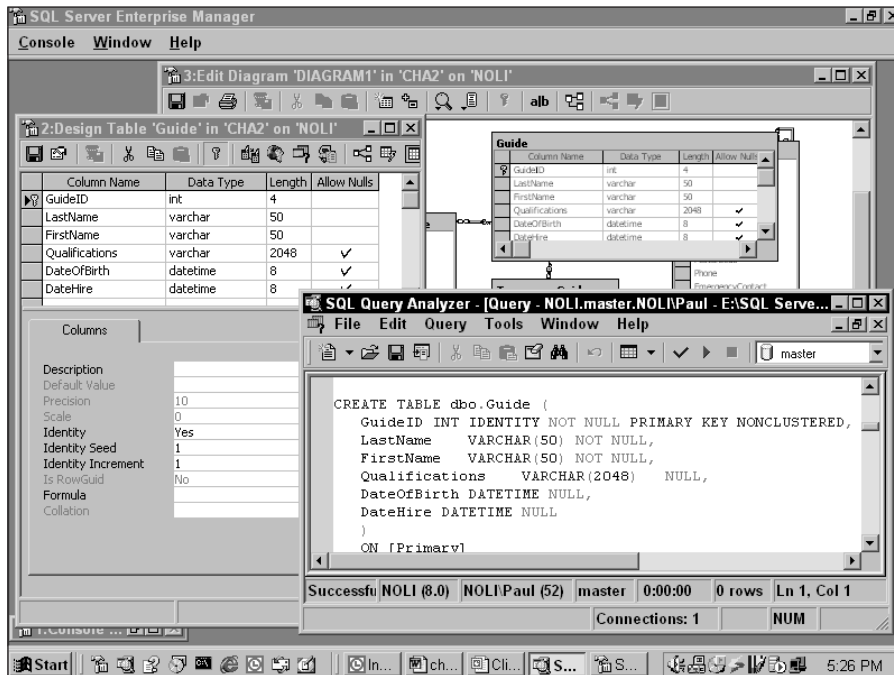 SQL Server Enterprise Manager
Console Window Help
3:Edit Diagram 'DIAGRAM1' in 'CHA2' on 'NOLI'
alb
2:Design Table 'Guide' in 'CHA2' on 'NOLI'
Column Name Data Type Length Allow Nulls
GuideID int 4
LastName varchar 50
FirstName varchar 50
Qualifications varchar 2048
DateOfBirth datetime 8
DateHire datetime 8
Guide
Column Name Data Type Length Allow Nulls
GuideID int 4
LastName varchar 50
FirstName varchar 50
Qualifications varchar 2048
DateOfBirth datetime 8
DateHire datetime 8
Phone
EmergencyContact
Columns
Description
Default Value
Precision 10
Scale 0
Identity Yes
Identity Seed 1
Identity Increment 1
Is RowGuid No
Formula
Collation
SQL Query Analyzer - [Query - NOLI.master.NOLI\Paul - E:\SQL Serve...
File Edit Query Tools Window Help
master
CREATE TABLE dbo.Guide (
GuideID INT IDENTITY NOT NULL PRIMARY KEY NONCLUSTERED,
LastName VARCHAR(50) NOT NULL,
FirstName VARCHAR(50) NOT NULL,
Qualifications VARCHAR(2048) NULL,
DateOfBirth DATETIME NULL,
DateHire DATETIME NULL
)
ON [Primary]
Successfu NOLI (8.0) NOLI\Paul (52) master 0:00:00 0 rows Ln 1, Col 1
Connections: 1 NUM
1:Console ...
Start In... ch... Cli... S... S... 5:26 PM